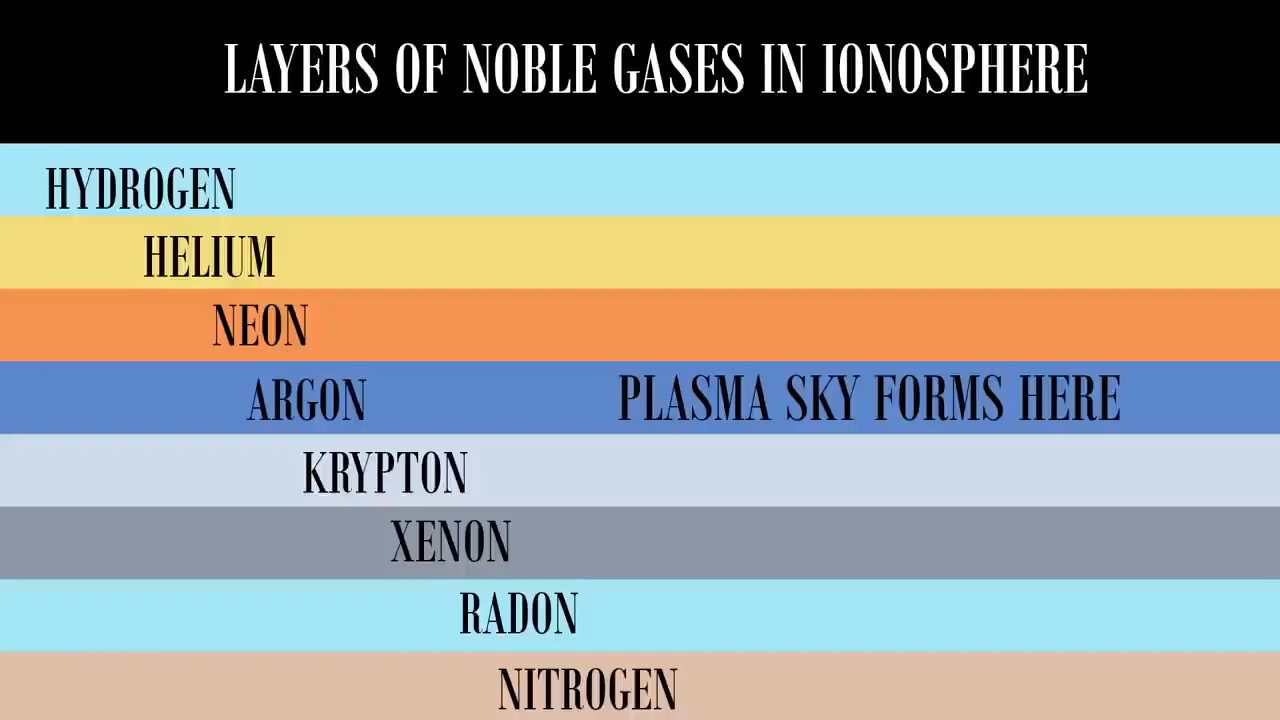 LAYERS OF NOBLE GASES IN IONOSPHERE
HYDROGEN
HELIUM
NEON
ARGON PLASMA SKY FORMS HERE
KRYPTON
XENON
RADON
NITROGEN